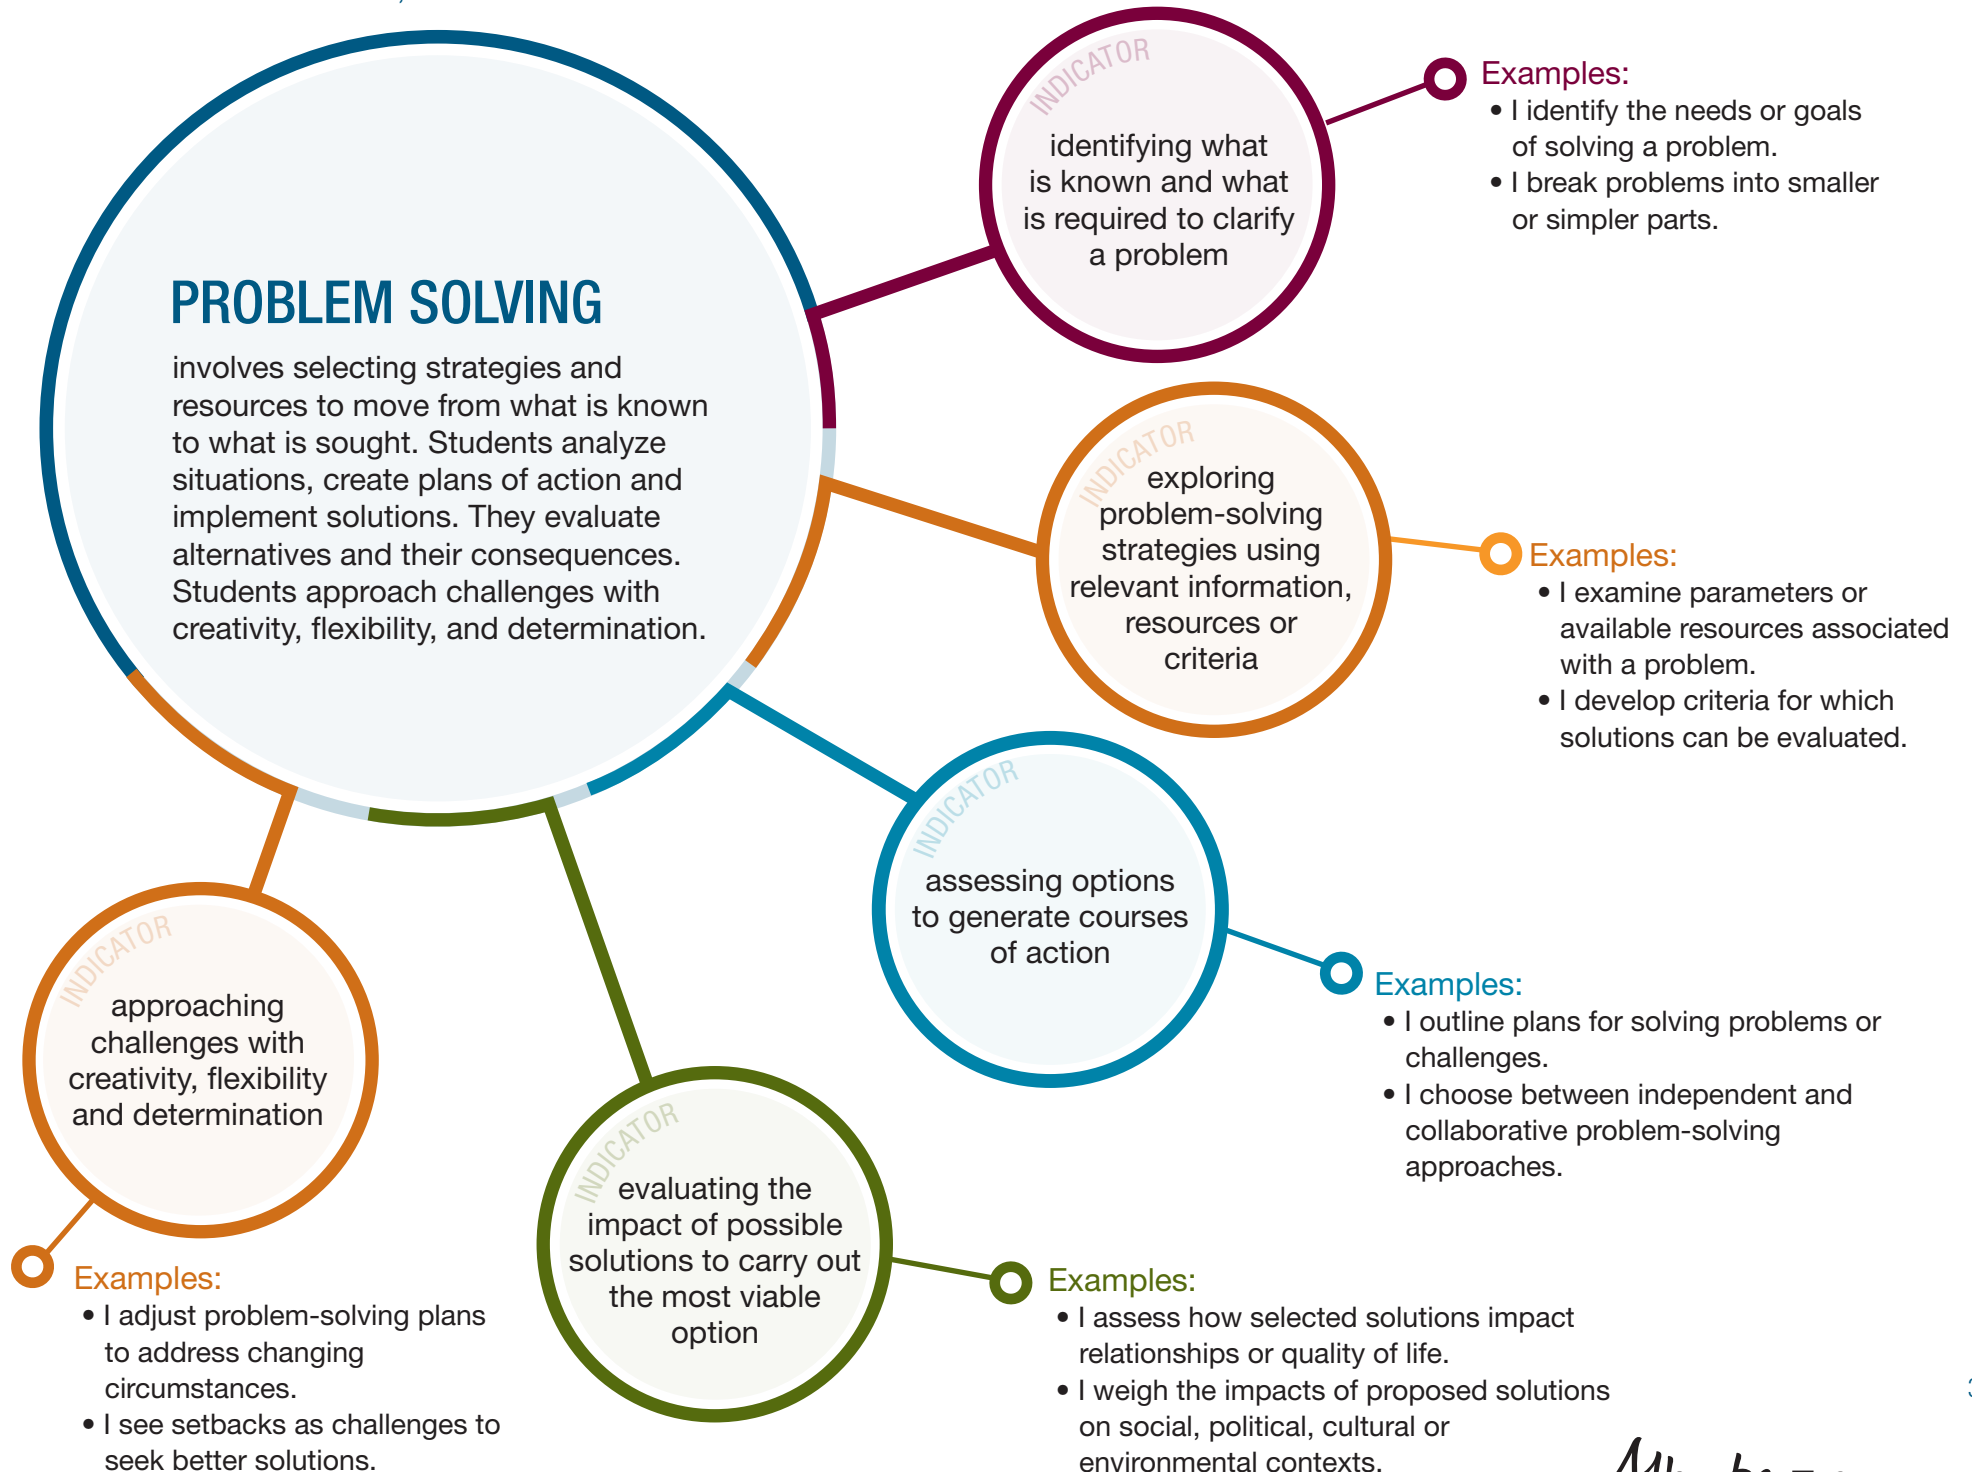 PROBLEM SOLVING
involves selecting strategies and
resources to move from what is known
to what is sought. Students analyze
situations, create plans of action and
implement solutions. They evaluate
alternatives and their consequences.
Students approach challenges with
creativity, flexibility, and determination.
INDICATOR
identifying what
is known and what
is required to clarify
a problem
Examples:
• I identify the needs or goals
of solving a problem.
• I break problems into smaller
or simpler parts.
INDICATOR
exploring
problem-solving
strategies using
relevant information,
resources or
criteria
Examples:
• I examine parameters or
available resources associated
with a problem.
• I develop criteria for which
solutions can be evaluated.
INDICATOR
assessing options
to generate courses
of action
Examples:
• I outline plans for solving problems or
challenges.
• I choose between independent and
collaborative problem-solving
approaches.
INDICATOR
evaluating the
impact of possible
solutions to carry out
the most viable
option
Examples:
• I assess how selected solutions impact
relationships or quality of life.
• I weigh the impacts of proposed solutions
on social, political, cultural or
environmental contexts.
INDICATOR
approaching
challenges with
creativity, flexibility
and determination
Examples:
• I adjust problem-solving plans
to address changing
circumstances.
• I see setbacks as challenges to
seek better solutions.